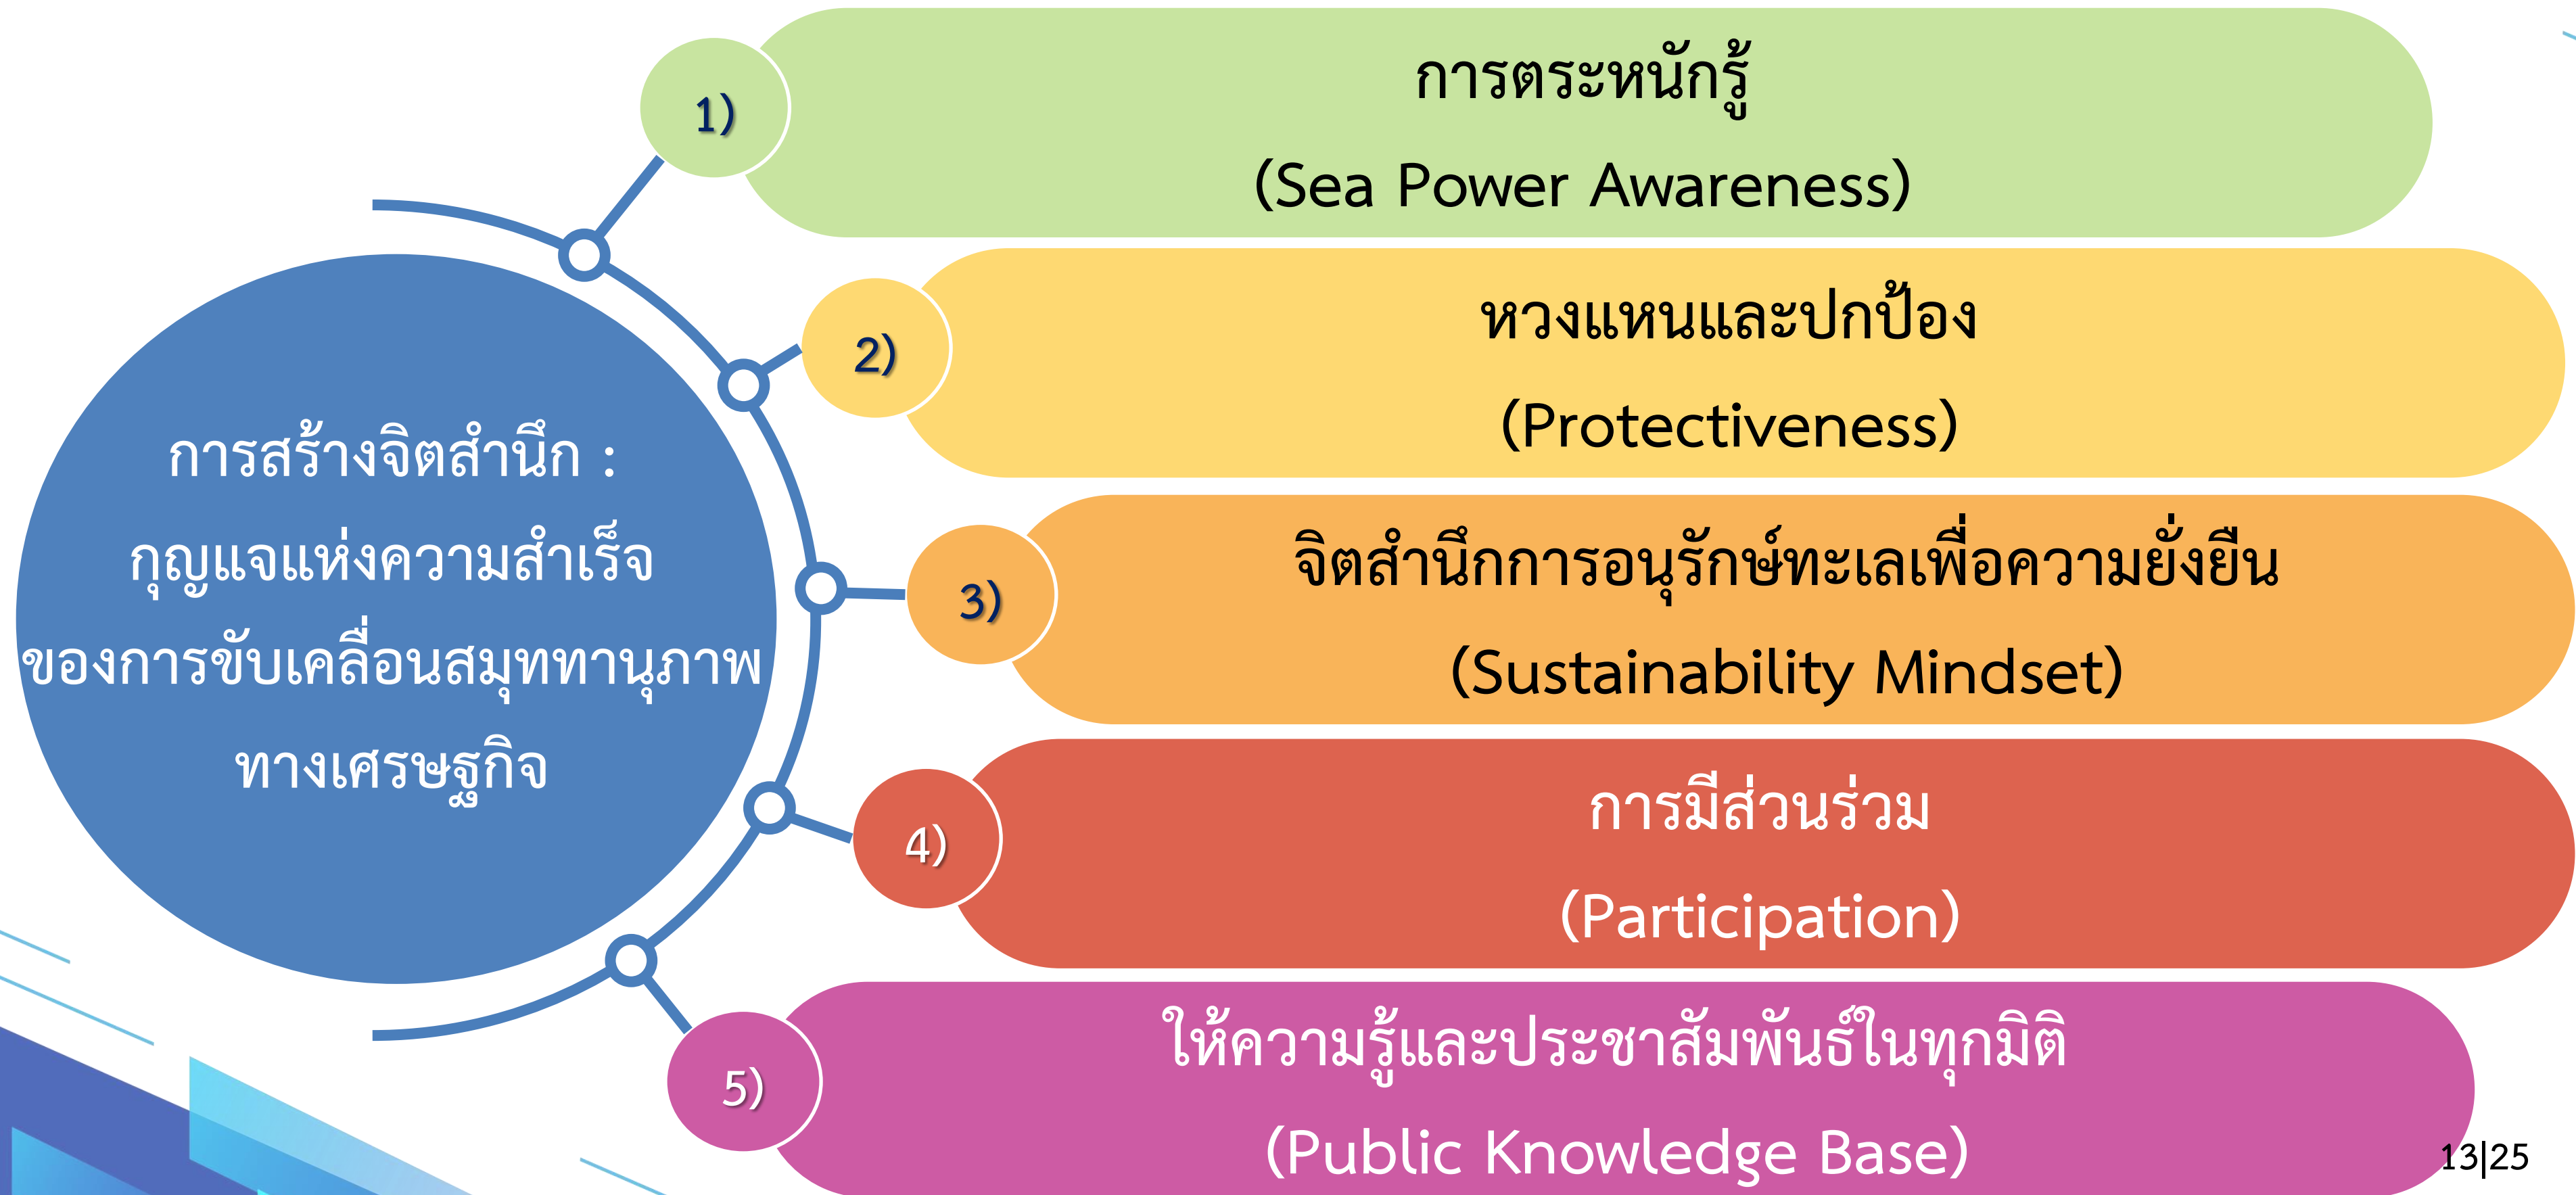 การสร้างจิตสำนึก :
กุญแจแห่งความสำเร็จ
ของการขับเคลื่อนสมุททานุภาพ
ทางเศรษฐกิจ
1)
การตระหนักรู้
(Sea Power Awareness)
2)
หวงแหนและปกป้อง
(Protectiveness)
3)
จิตสำนึกการอนุรักษ์ทะเลเพื่อความยั่งยืน
(Sustainability Mindset)
4)
การมีส่วนร่วม
(Participation)
5)
ให้ความรู้และประชาสัมพันธ์ในทุกมิติ
(Public Knowledge Base)
13|25